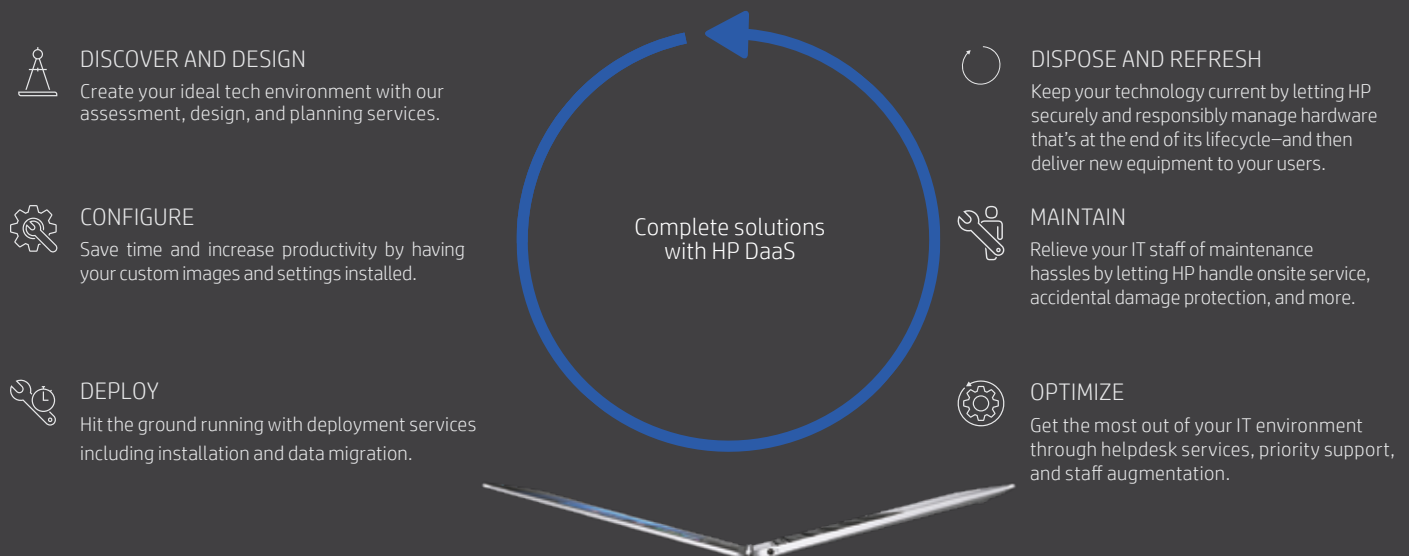 DISCOVER AND DESIGN
Create your ideal tech environment with our
assessment, design, and planning services.
CONFIGURE
Save time and increase productivity by having
your custom images and settings installed.
DEPLOY
Hit the ground running with deployment services
including installation and data migration.
Complete solutions
with HP DaaS
DISPOSE AND REFRESH
Keep your technology current by letting HP
securely and responsibly manage hardware
that’s at the end of its lifecycle—and then
deliver new equipment to your users.
MAINTAIN
Relieve your IT staff of maintenance
hassles by letting HP handle onsite service,
accidental damage protection, and more.
OPTIMIZE
Get the most out of your IT environment
through helpdesk services, priority support,
and staff augmentation.